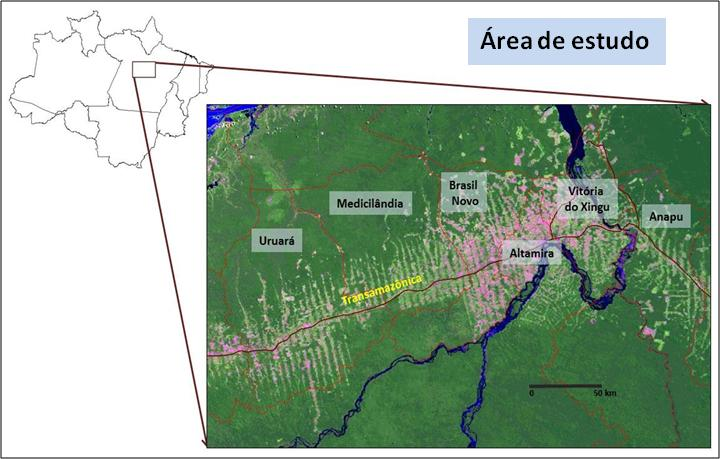 Área de estudo
Brasil
Novo
Vitória
do Xingu
Medicilândia
Anapu
Uruará
Altamira
Transamazônica
0 50 km